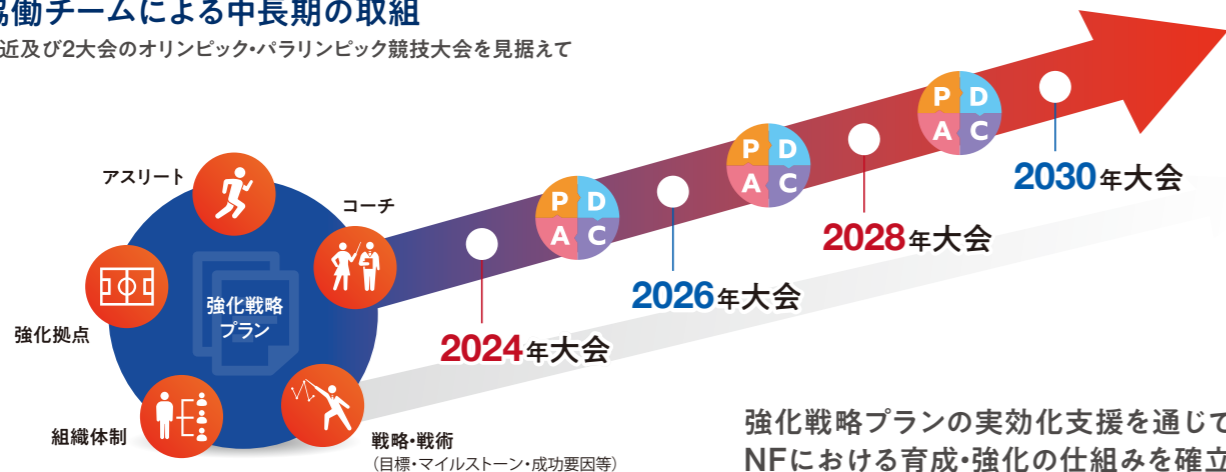 協働チームによる中長期の取組
近及び2大会のオリンピック・パラリンピック競技大会を見据えて
アスリート
コーチ
強化戦略
プラン
強化拠点
組織体制
戦略・戦術
(目標・マイルストーン・成功要因等)
P D
A C
P D
A C
P D
A C
2024年大会
2026年大会
2028年大会
2030年大会
強化戦略プランの実効化支援を通じて
NFにおける育成・強化の仕組みを確立